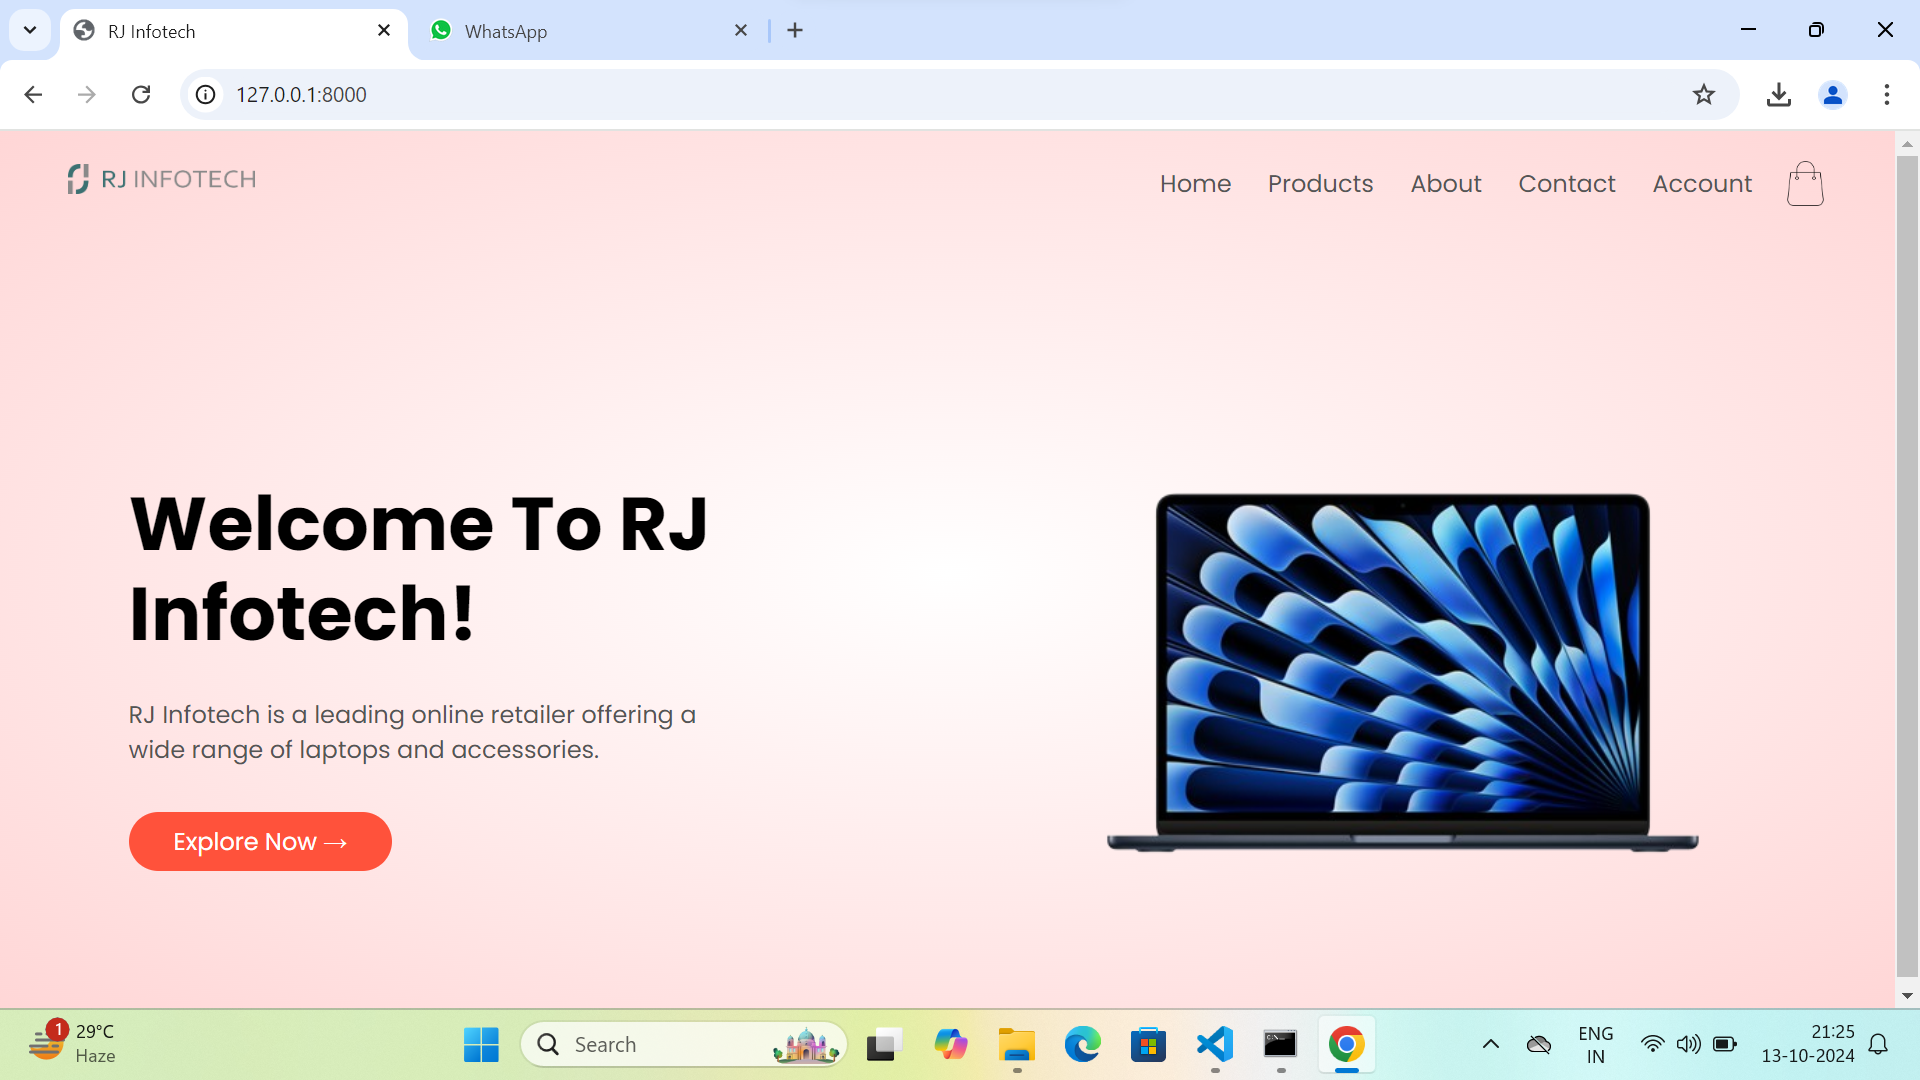 RJ Infotech
WhatsApp
127.0.0.1:8000
RJ INFOTECH
Home Products About Contact Account
Welcome To RJ
Infotech!
RJ Infotech is a leading online retailer offering a
wide range of laptops and accessories.
Explore Now →
1
29°C
Haze
Search
ENG
IN
21:25
13-10-2024